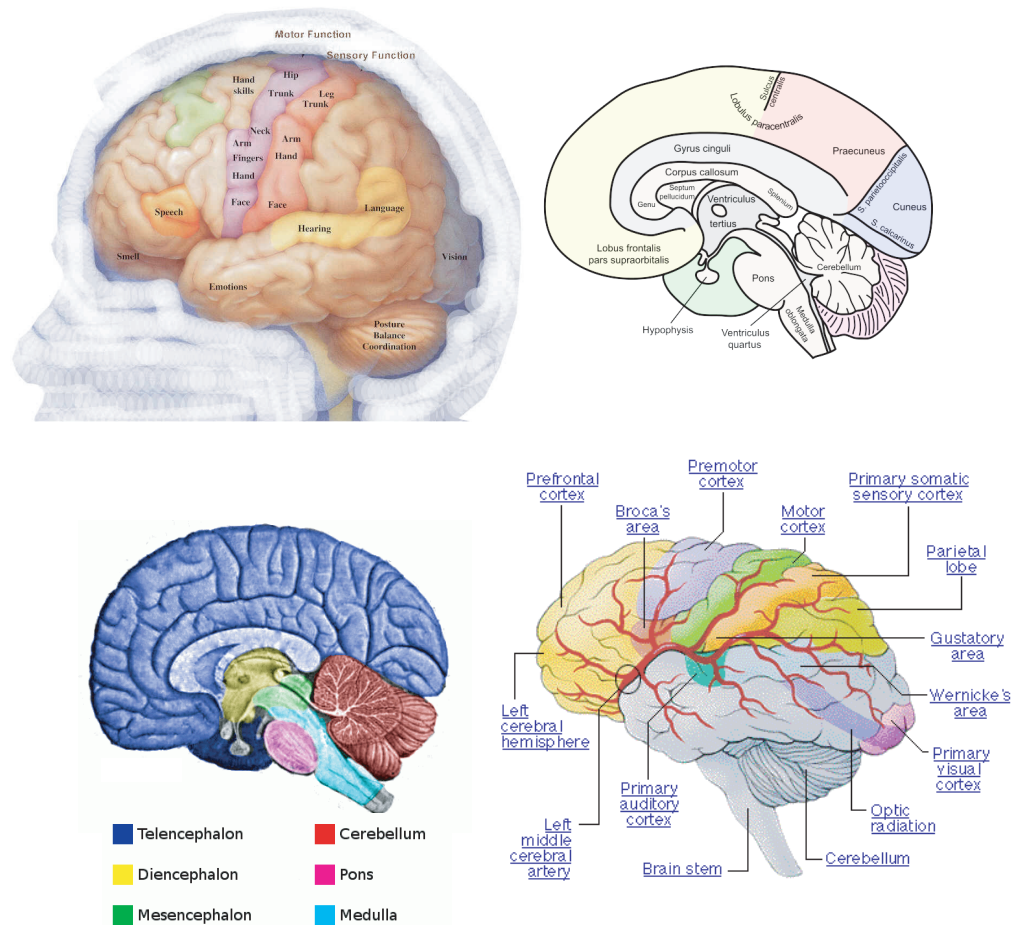 Motor Function
Sensory Function
Hip
Hand
skills
Trunk
Leg
Trunk
Neck
Arm
Fingers
Arm
Hand
Hand
Face
Face
Speech
Language
Hearing
Smell
Vision
Emotions
Posture
Balance
Coordination
Sulcus
centralis
Lobulus paracentralis
Gyrus cinguli
Praecuneus
Corpus callosum
S. parietooccipitalis
Septum
pellucidum
Ventriculus
Splenium
Genu
tertius
Cuneus
S. calcarinus
Lobus frontalis
pars supraorbitalis
Cerebellum
Pons
Medulla
oblongata
Hypophysis
Ventriculus
quartus
Telencephalon
Diencephalon
Mesencephalon
Cerebellum
Pons
Medulla
Prefrontal
cortex
Premotor
cortex
Broca's
area
Motor
cortex
Primary somatic
sensory cortex
Parietal
lobe
Gustatory
area
Wernicke's
area
Primary
visual
cortex
Optic
radiation
Cerebellum
Brain stem
Primary
auditory
cortex
Left
middle
cerebral
artery
Left
cerebral
hemisphere